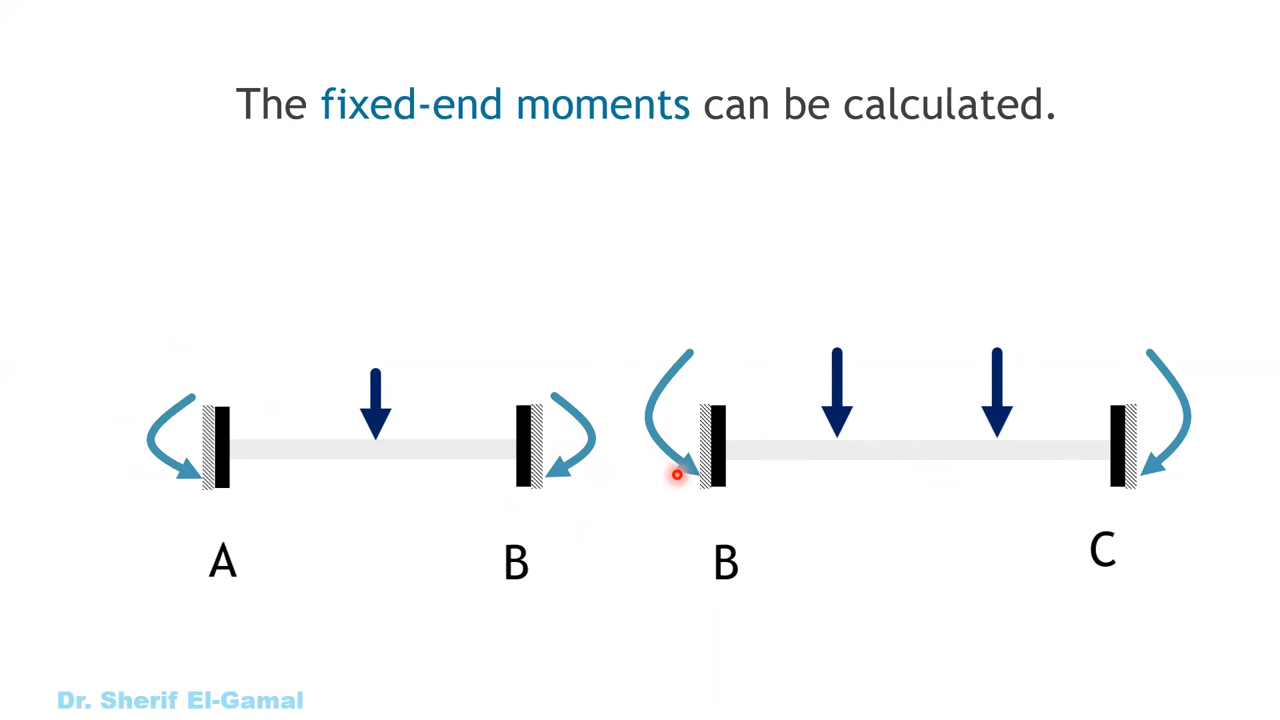 The fixed-end moments can be calculated.
A
B
B
C
Dr. Sherif El-Gamal